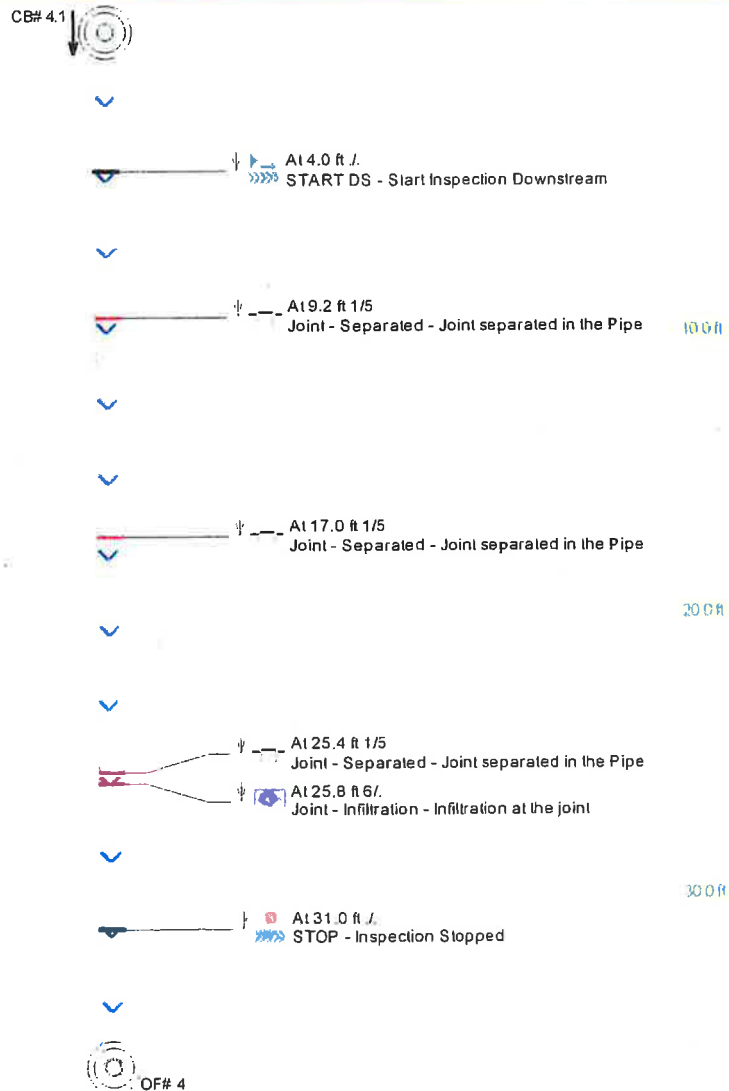 CB# 4.1
At 4.0 ft ./.
START DS - Start Inspection Downstream
At 9.2 ft 1/5
Joint - Separated - Joint separated in the Pipe
10.0 ft
At 17.0 ft 1/5
Joint - Separated - Joint separated in the Pipe
20.0 ft
At 25.4 ft 1/5
Joint - Separated - Joint separated in the Pipe
At 25.8 ft 6/.
Joint - Infiltration - Infiltration at the joint
30.0 ft
At 31.0 ft ./.
STOP - Inspection Stopped
OF# 4